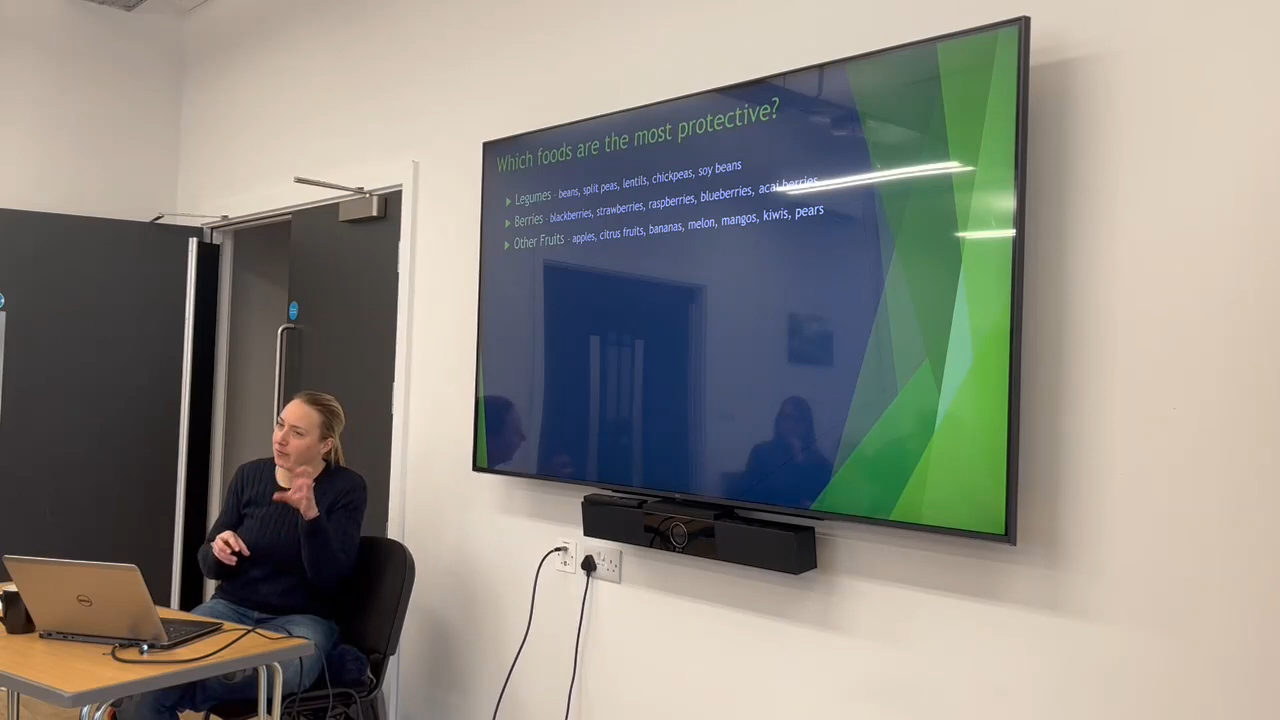 Which foods are the most protective?
Legumes - beans, split peas, lentils, chickpeas, soy beans
Berries - blackberries, strawberries, raspberries, blueberries, acai berries
Other Fruits - apples, citrus fruits, bananas, melon, mangos, kiwis, pears
DELL